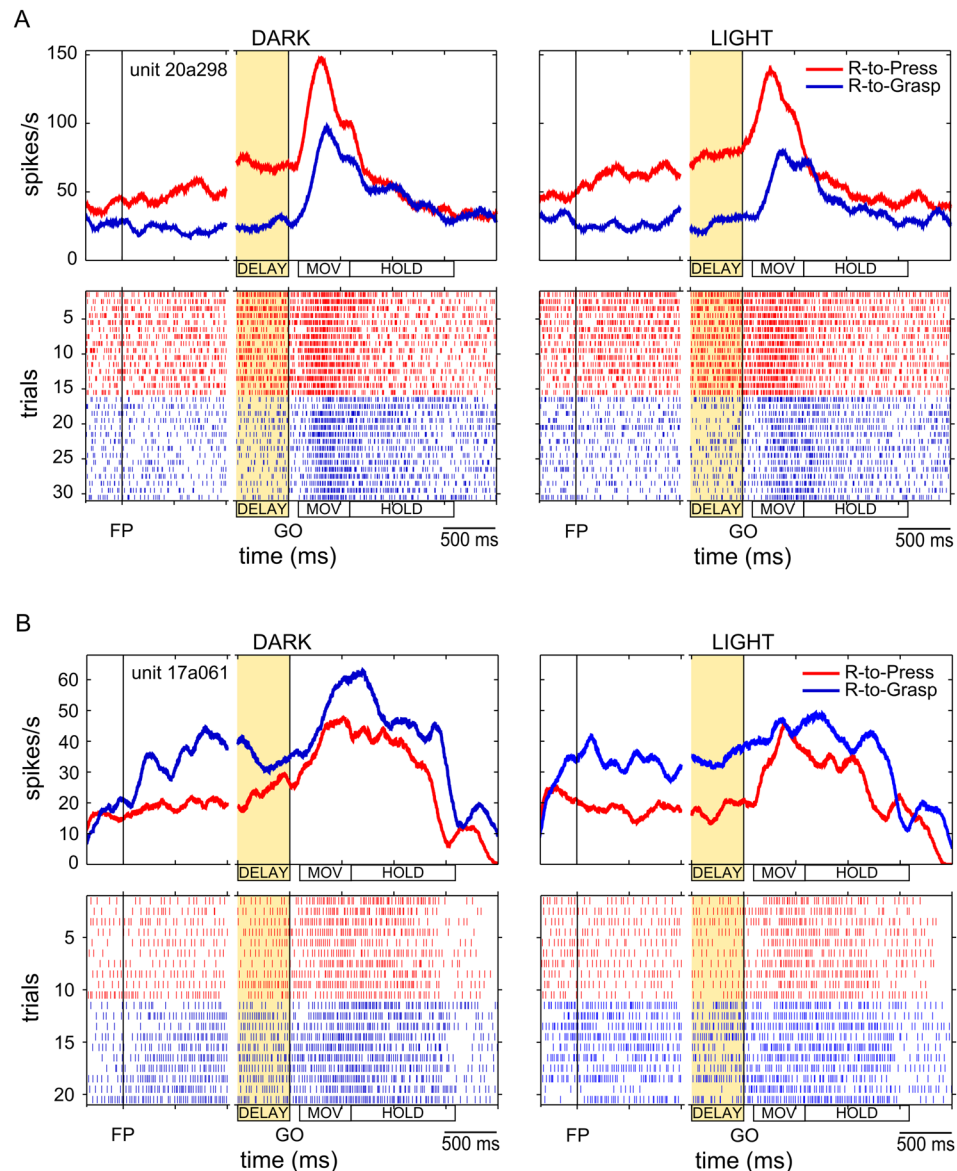 A
DARK
LIGHT
unit 20a298
R-to-Press
R-to-Grasp
150
100
50
0
spikes/s
DELAY
MOV
HOLD
DELAY
MOV
HOLD
5
10
15
20
25
30
trials
DELAY
MOV
HOLD
DELAY
MOV
HOLD
FP
GO
500 ms
FP
GO
500 ms
time (ms)
time (ms)
B
DARK
LIGHT
unit 17a061
R-to-Press
R-to-Grasp
60
50
40
30
20
10
0
spikes/s
DELAY
MOV
HOLD
DELAY
MOV
HOLD
5
10
15
20
trials
DELAY
MOV
HOLD
DELAY
MOV
HOLD
FP
GO
500 ms
FP
GO
500 ms
time (ms)
time (ms)